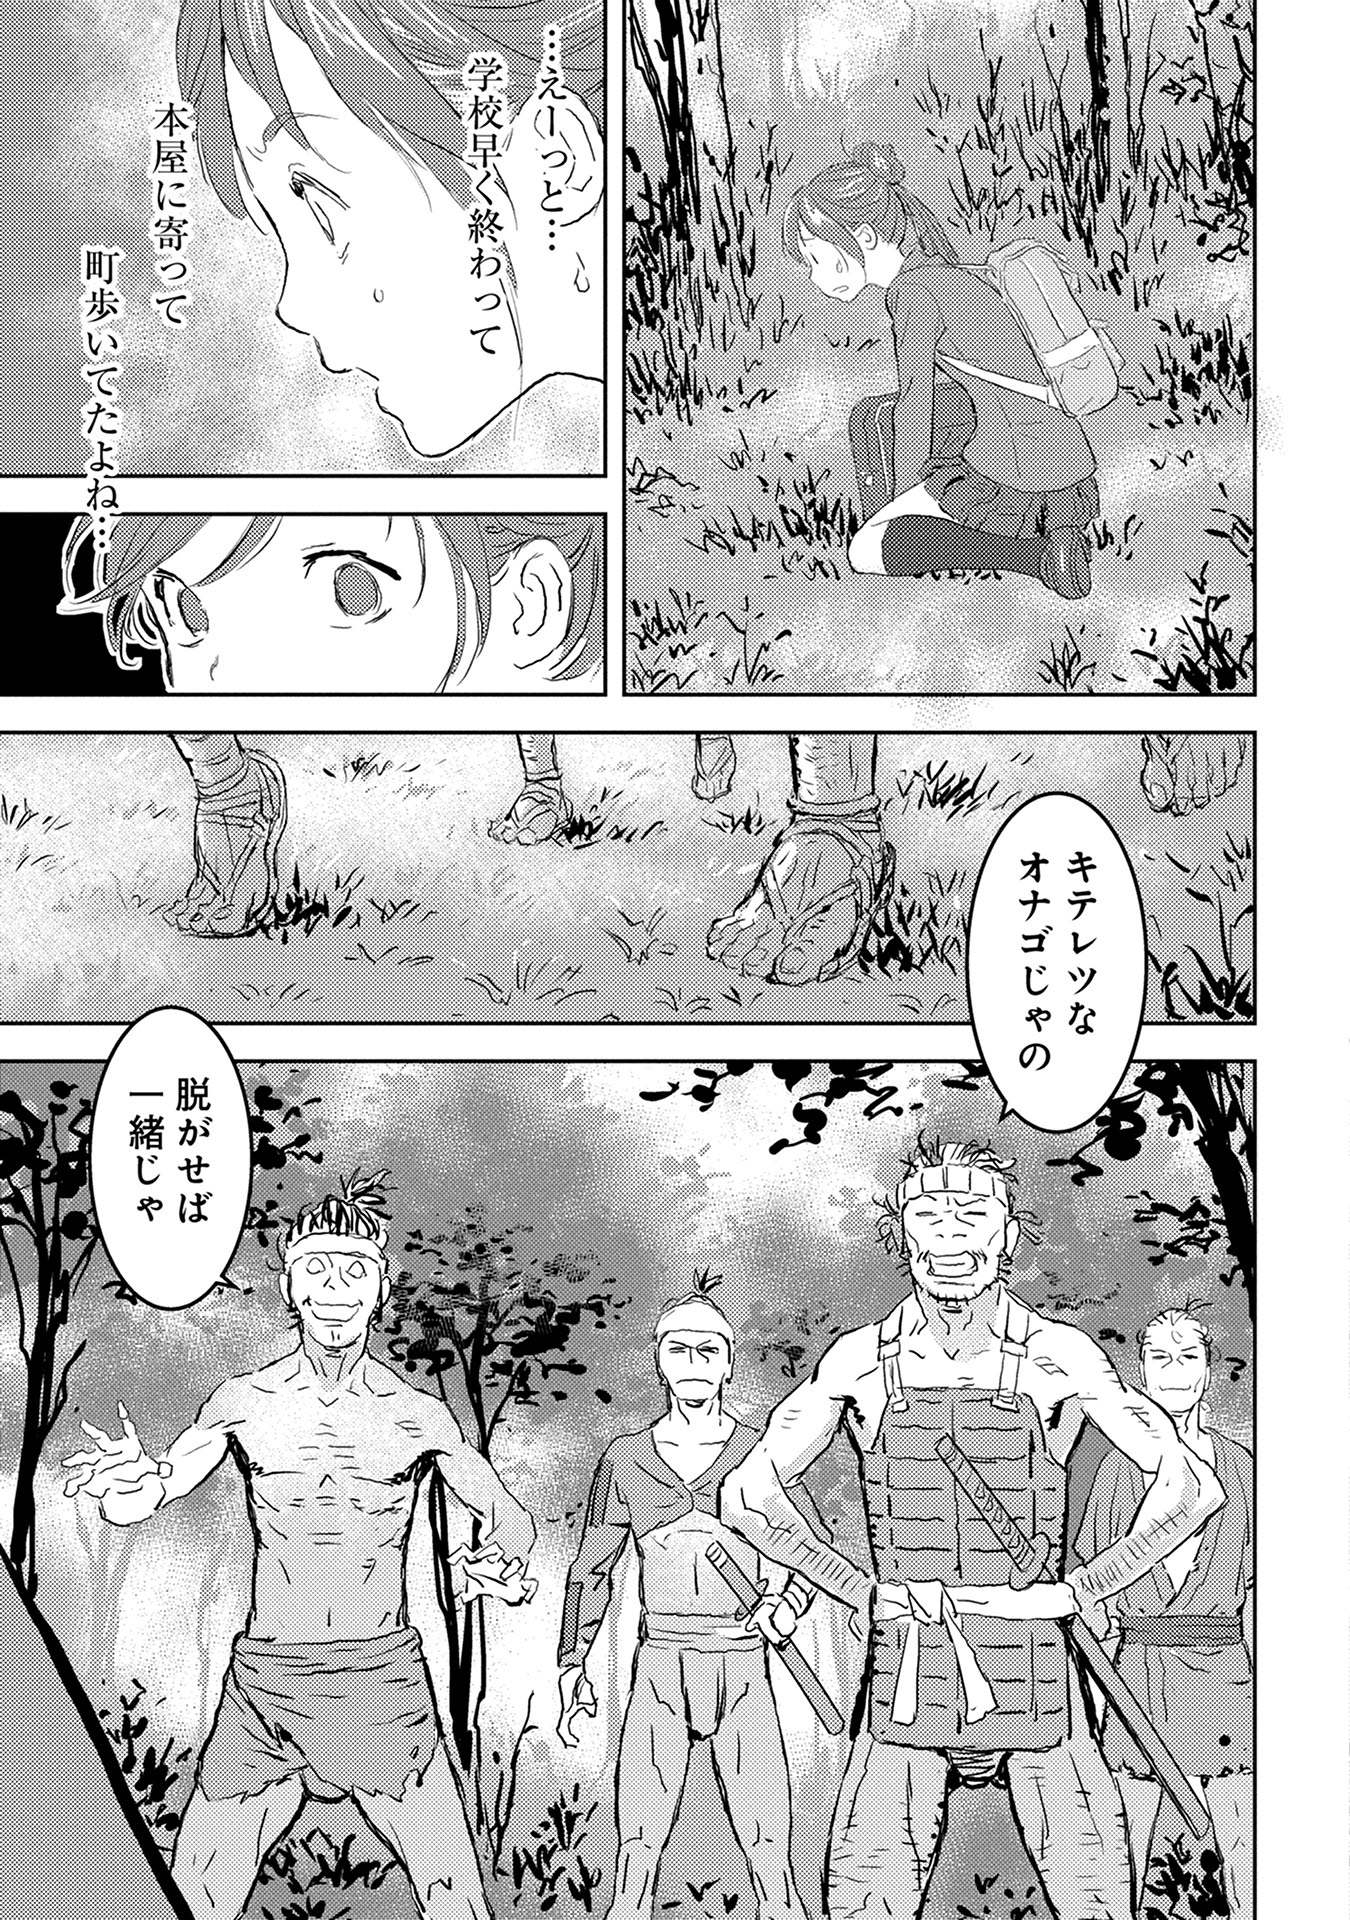 …えーっと…
学校早く終わって
本屋に寄って
町歩いてたよね…
キテレツな
オナゴじゃの
脱がせば
一緒じゃ